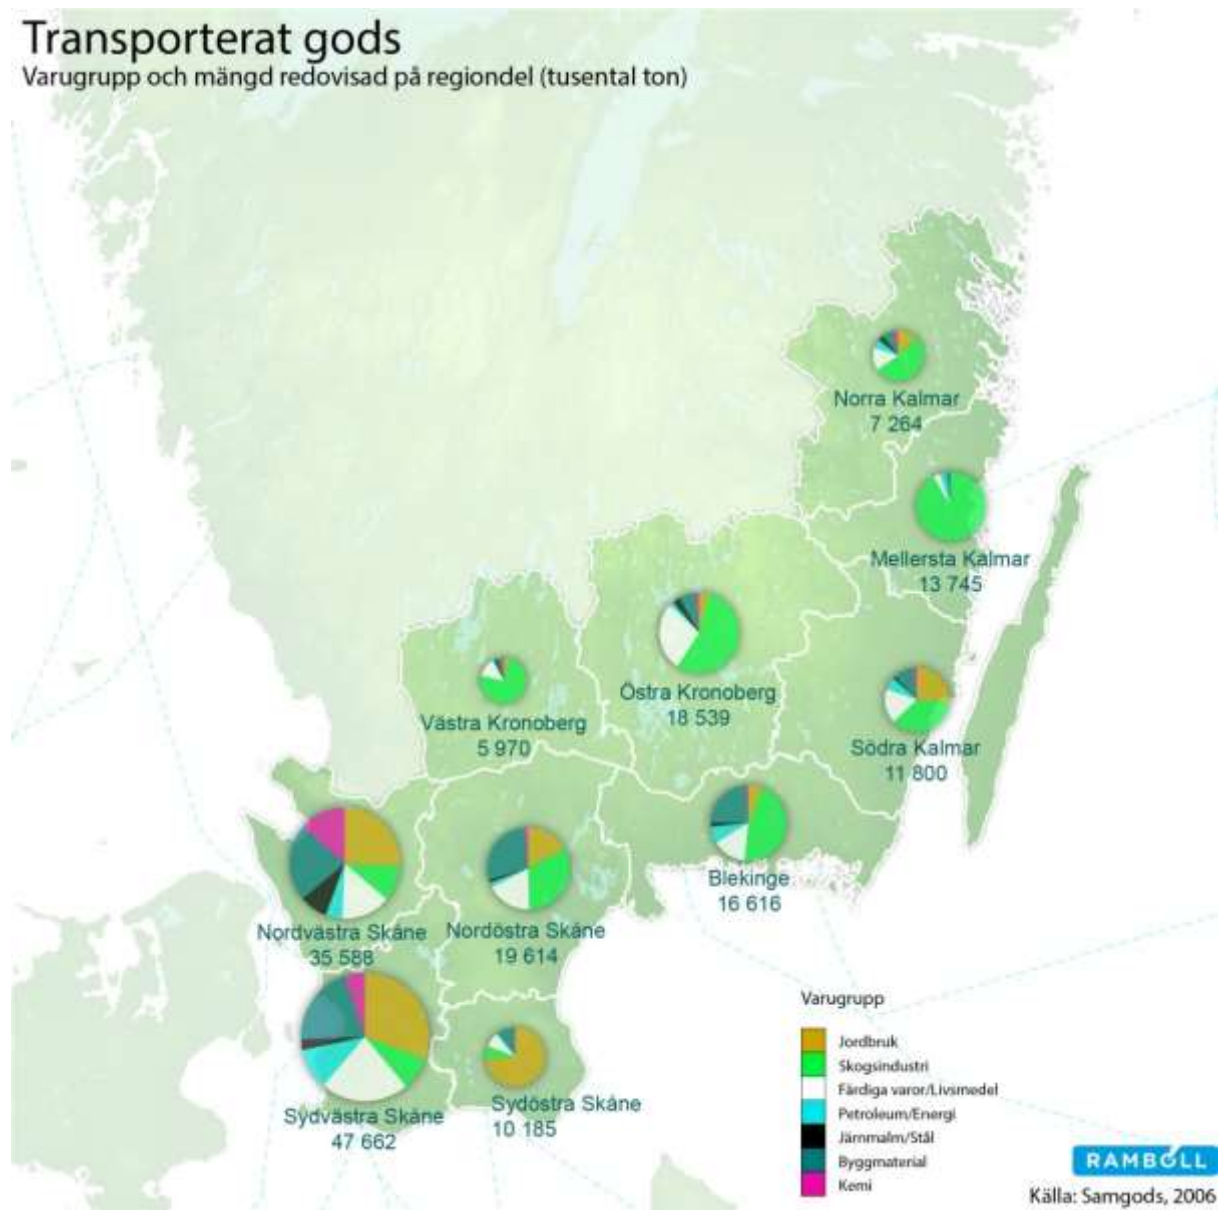 Transporterat gods
Varugrupp och mängd redovisad på regiondel (tusental ton)
Norra Kalmar
7 264
Mellersta Kalmar
13 745
Östra Kronoberg
18 539
Västra Kronoberg
5 970
Södra Kalmar
11 800
Blekinge
16 616
Nordvästra Skåne
35 588
Nordöstra Skåne
19 614
Sydvästra Skåne
47 662
Sydöstra Skåne
10 185
Varugrupp
Jordbruk
Skogsindustri
Färdiga varor/Livsmedel
Petroleum/Energi
Järnmalm/Stål
Byggmaterial
Kemi
RAMBOLL
Källa: Samgods, 2006